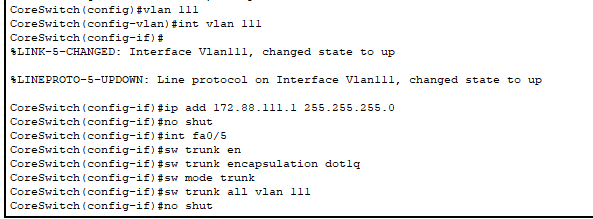 CoreSwitch(config)#vlan 111
CoreSwitch(config-vlan)#int vlan 111
CoreSwitch(config-if)#
%LINK-5-CHANGED: Interface Vlan111, changed state to up
%LINEPROTO-5-UPDOWN: Line protocol on Interface Vlan111, changed state to up
CoreSwitch(config-if)#ip add 172.88.111.1 255.255.255.0
CoreSwitch(config-if)#no shut
CoreSwitch(config-if)#int fa0/5
CoreSwitch(config-if)#sw trunk en
CoreSwitch(config-if)#sw trunk encapsulation dot1q
CoreSwitch(config-if)#sw mode trunk
CoreSwitch(config-if)#sw trunk all vlan 111
CoreSwitch(config-if)#no shut